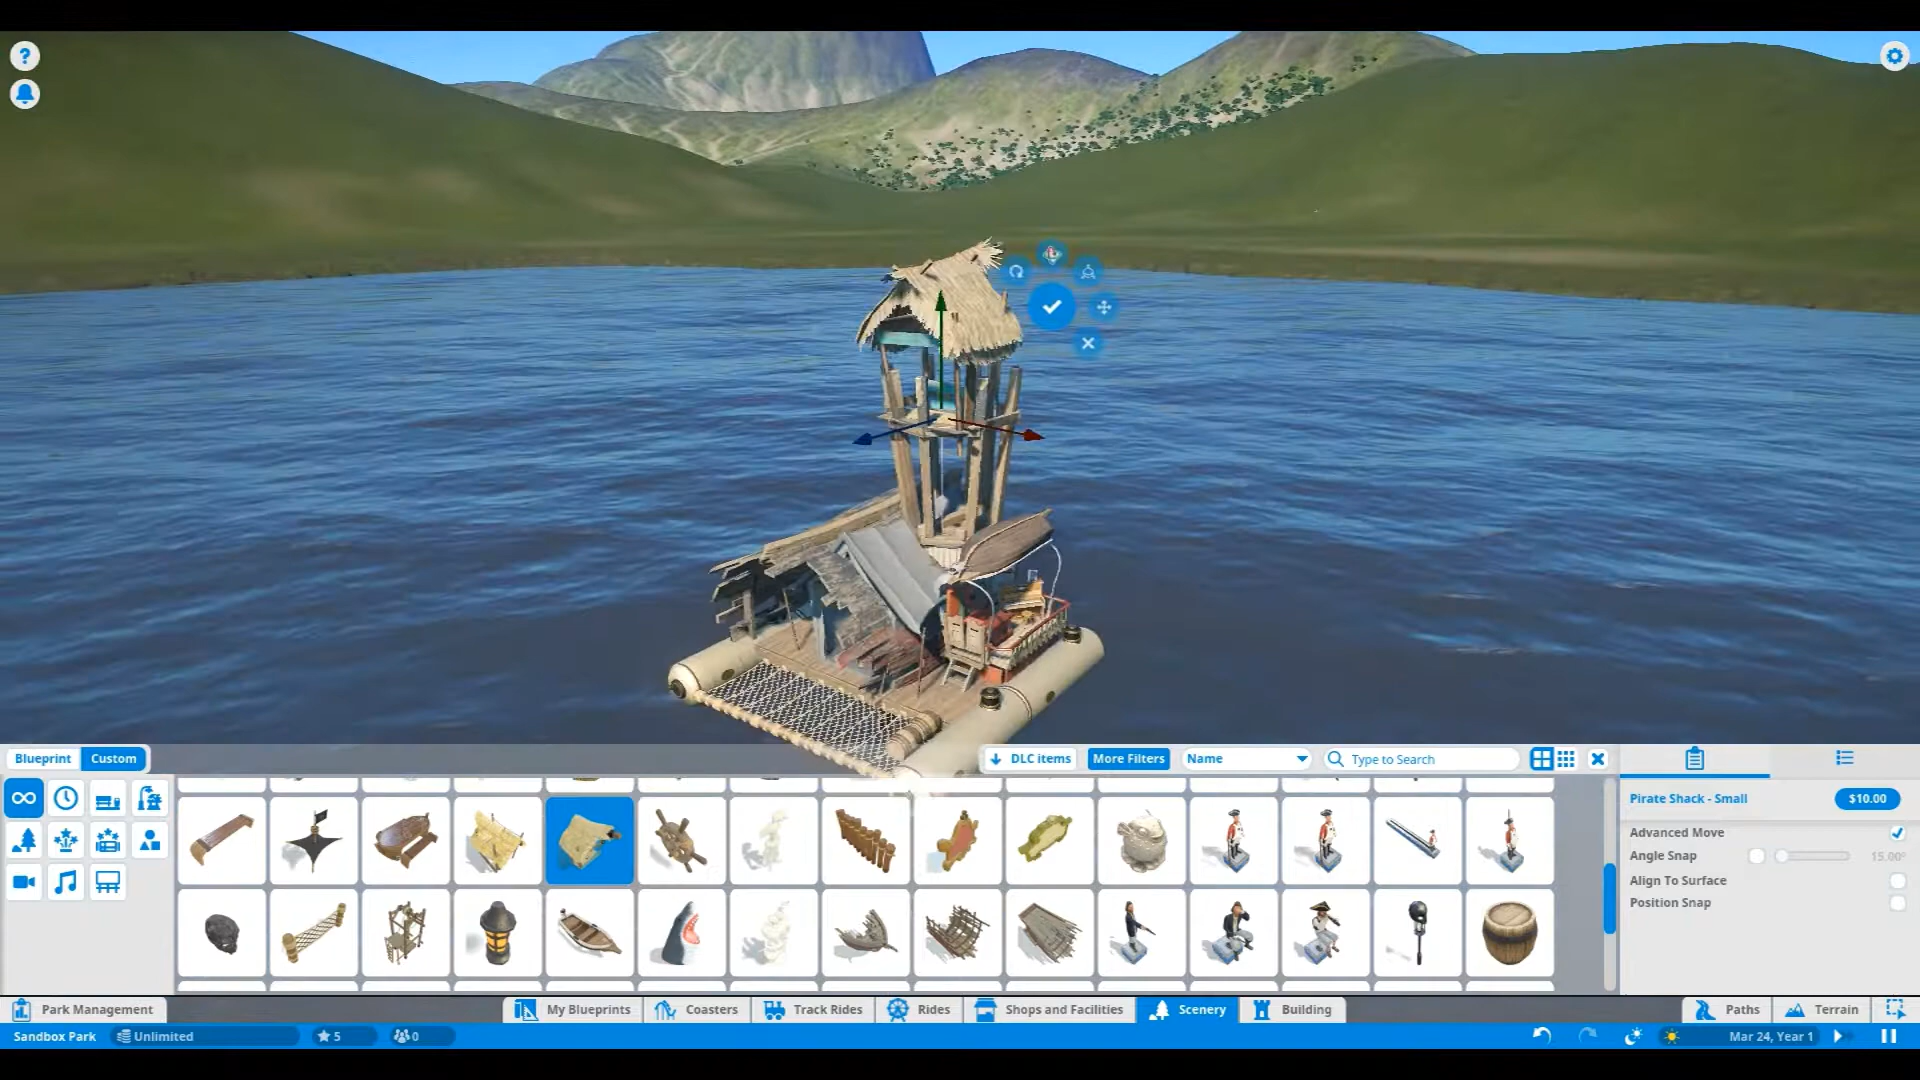 ?
Blueprint
Custom
DLC items
More Filters
Name
Type to Search
Pirate Shack - Small
$10.00
Advanced Move
Angle Snap
15.00°
Align To Surface
Position Snap
Park Management
My Blueprints
Coasters
Track Rides
Rides
Shops and Facilities
Scenery
Building
Paths
Terrain
Sandbox Park
Unlimited
5
0
Mar 24, Year 1